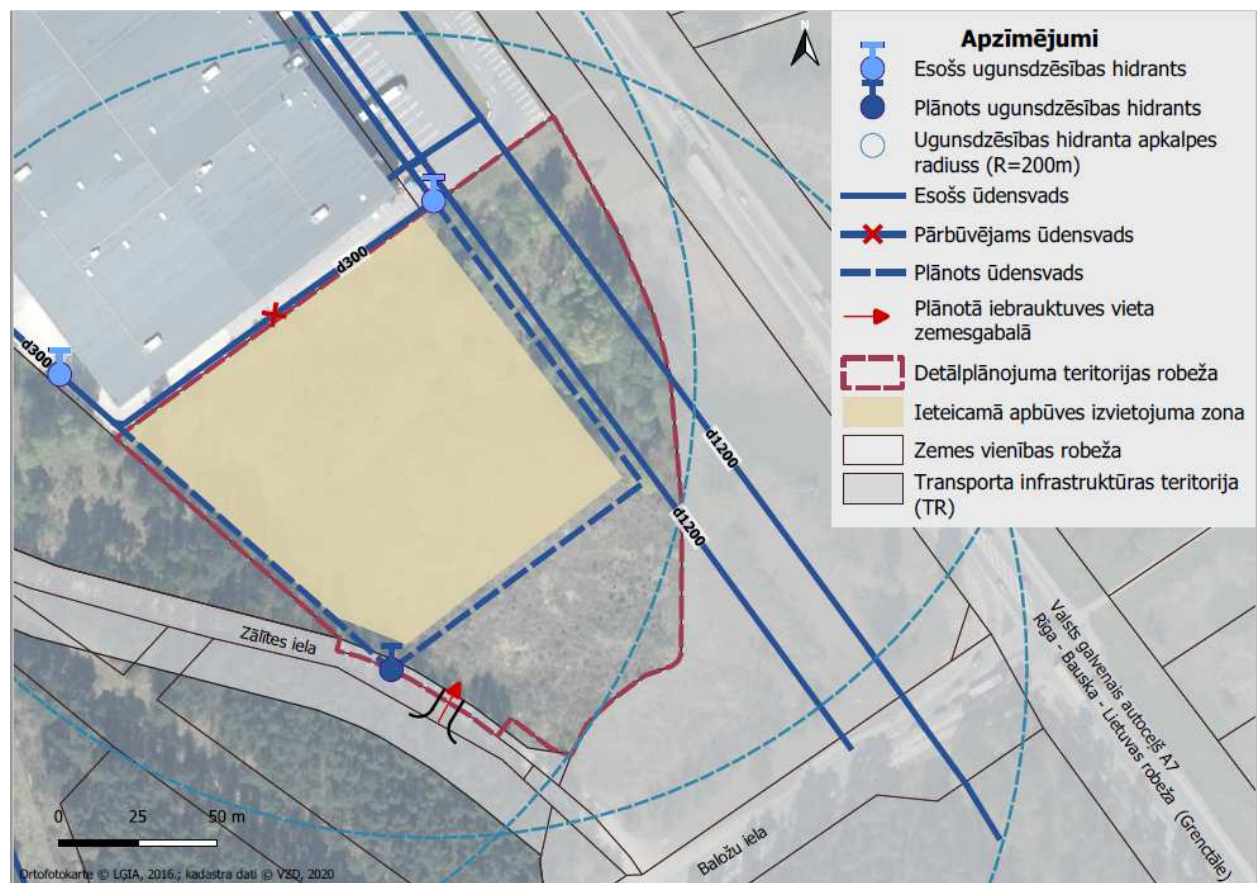 N
Apzīmējumi
Esošs ugunsdzēsības hidrants
Plānots ugunsdzēsības hidrants
Ugunsdzēsības hidranta apkalpes
radiuss (R=200m)
Esošs ūdensvads
Pārbūvējams ūdensvads
Plānots ūdensvads
Plānotā iebrauktuves vieta
zemesgabalā
Detālplānojuma teritorijas robeža
Ieteicamā apbūves izvietojuma zona
Zemes vienības robeža
Transporta infrastruktūras teritorija
(TR)
d300
d300
d1200
d1200
Zālītes iela
Baložu iela
Valsts galvenais autoceļš A7
Rīga - Bauska - Lietuvas robeža (Grenctāle)
0 25 50 m
Ortofotokarte © LĢIA, 2016.; kadastra dati © VZD, 2020